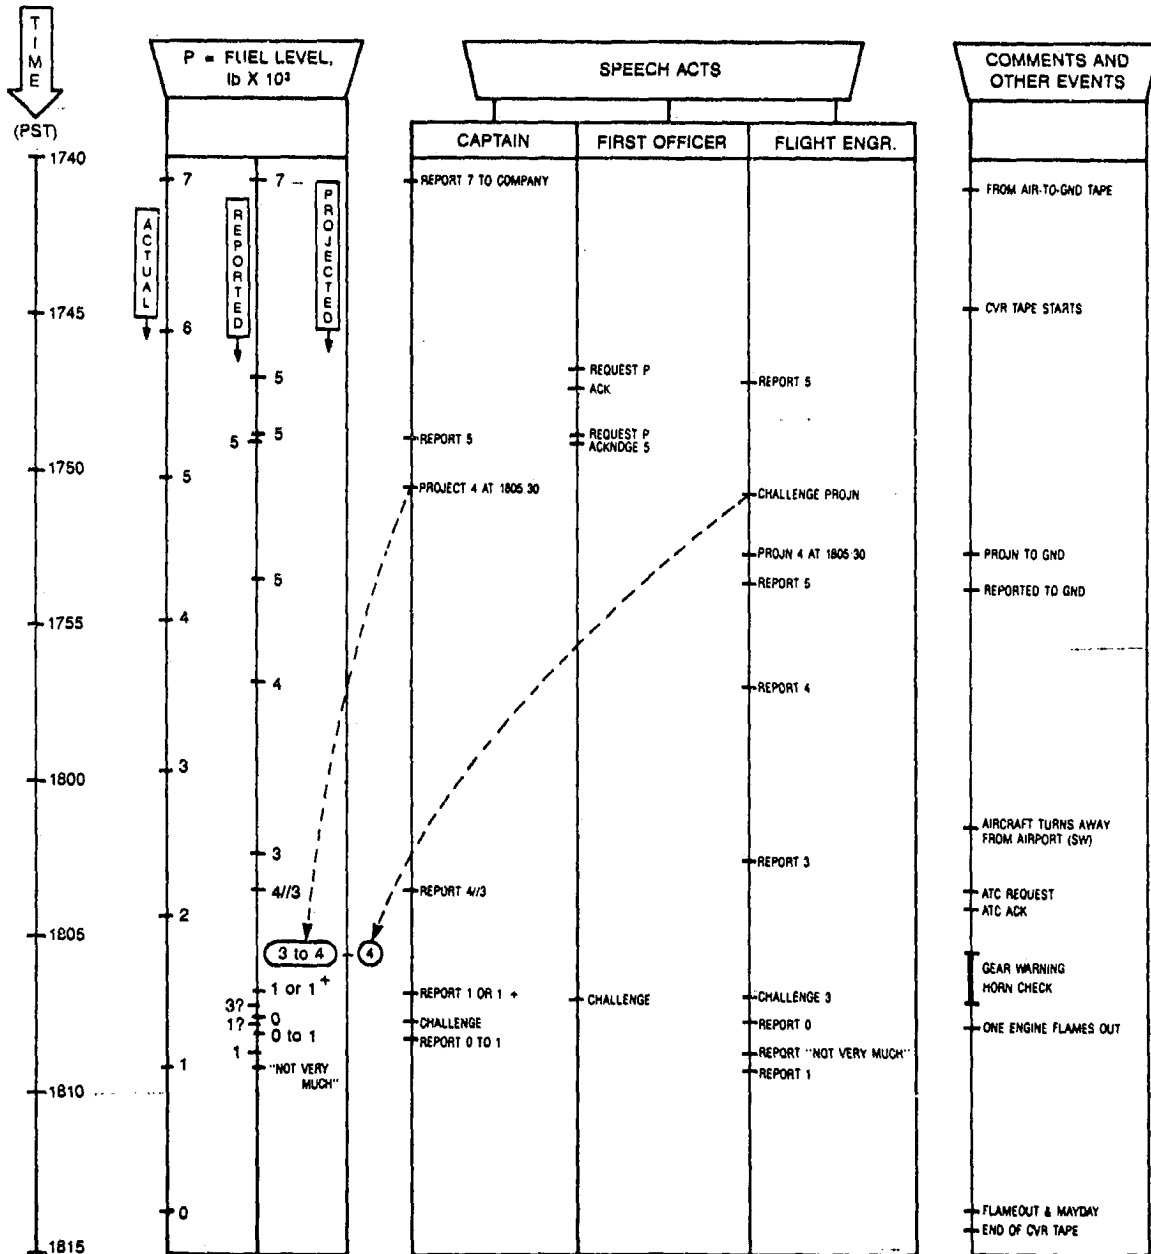 TIME
(PST)
P = FUEL LEVEL,
lb X 10³
SPEECH ACTS
COMMENTS AND
OTHER EVENTS
CAPTAIN
FIRST OFFICER
FLIGHT ENGR.
ACTUAL
REPORTED
PROJECTED
1740
1745
1750
1755
1800
1805
1810
1815
7
6
5
4
3
2
1
0
7
5
5
5
5
4
3
4//3
3 to 4
4
1 or 1 +
3?
0
1?
0 to 1
1
"NOT VERY
MUCH"
REPORT 7 TO COMPANY
REPORT 5
PROJECT 4 AT 1805:30
REPORT 4//3
REPORT 1 OR 1 +
CHALLENGE
REPORT 0 TO 1
REQUEST P
ACK
REQUEST P
ACKNDGE 5
CHALLENGE
REPORT 5
CHALLENGE PROJN
PROJN 4 AT 1805:30
REPORT 5
REPORT 4
REPORT 3
CHALLENGE 3
REPORT 0
REPORT "NOT VERY MUCH"
REPORT 1
FROM AIR-TO-GND TAPE
CVR TAPE STARTS
PROJN TO GND
REPORTED TO GND
AIRCRAFT TURNS AWAY
FROM AIRPORT (SW)
ATC REQUEST
ATC ACK
GEAR WARNING
HORN CHECK
ONE ENGINE FLAMES OUT
FLAMEOUT & MAYDAY
END OF CVR TAPE